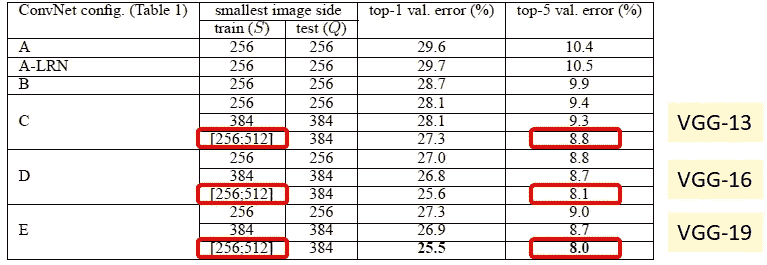 ConvNet config. (Table 1) smallest image side top-1 val. error (%) top-5 val. error (%)
train (S) test (Q)
A 256 256 29.6 10.4
A-LRN 256 256 29.7 10.5
B 256 256 28.7 9.9
C 256 256 28.1 9.4
384 384 28.1 9.3
[256;512] 384 27.3 8.8
VGG-13
D 256 256 27.0 8.8
384 384 26.8 8.7
[256;512] 384 25.6 8.1
VGG-16
E 256 256 27.3 9.0
384 384 26.9 8.7
[256;512] 384 25.5 8.0
VGG-19